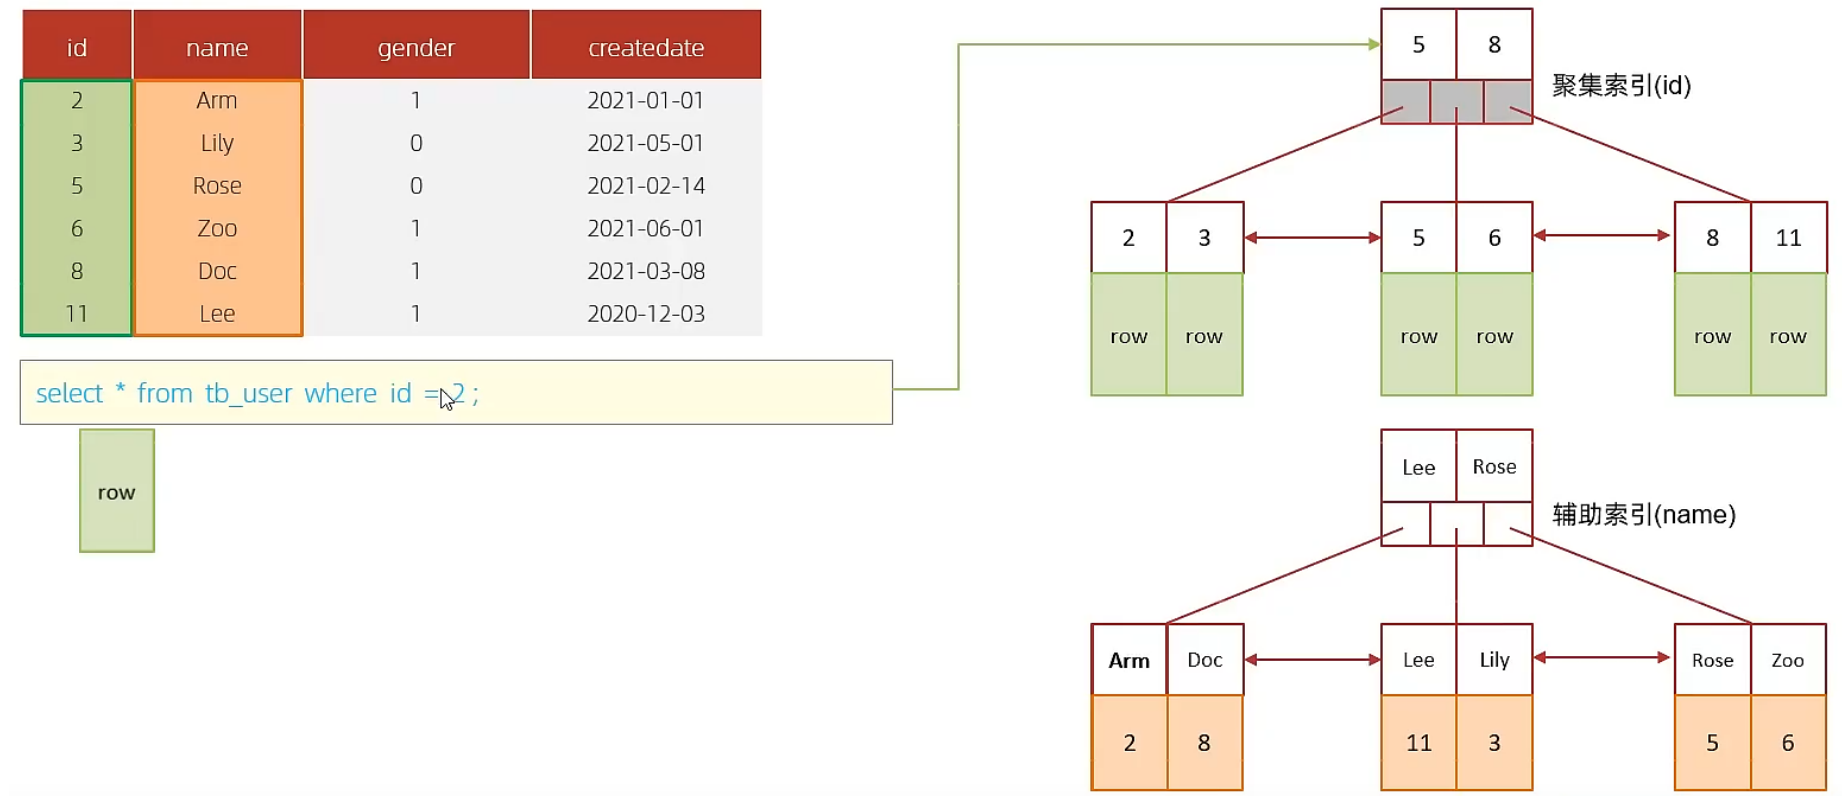 id name gender createdate
2 Arm 1 2021-01-01
3 Lily 0 2021-05-01
5 Rose 0 2021-02-14
6 Zoo 1 2021-06-01
8 Doc 1 2021-03-08
11 Lee 1 2020-12-03
select * from tb_user where id = 2 ;
row
5 8
聚集索引(id)
2 3 5 6 8 11
row row row row row row
Lee Rose
辅助索引(name)
Arm Doc Lee Lily Rose Zoo
2 8 11 3 5 6